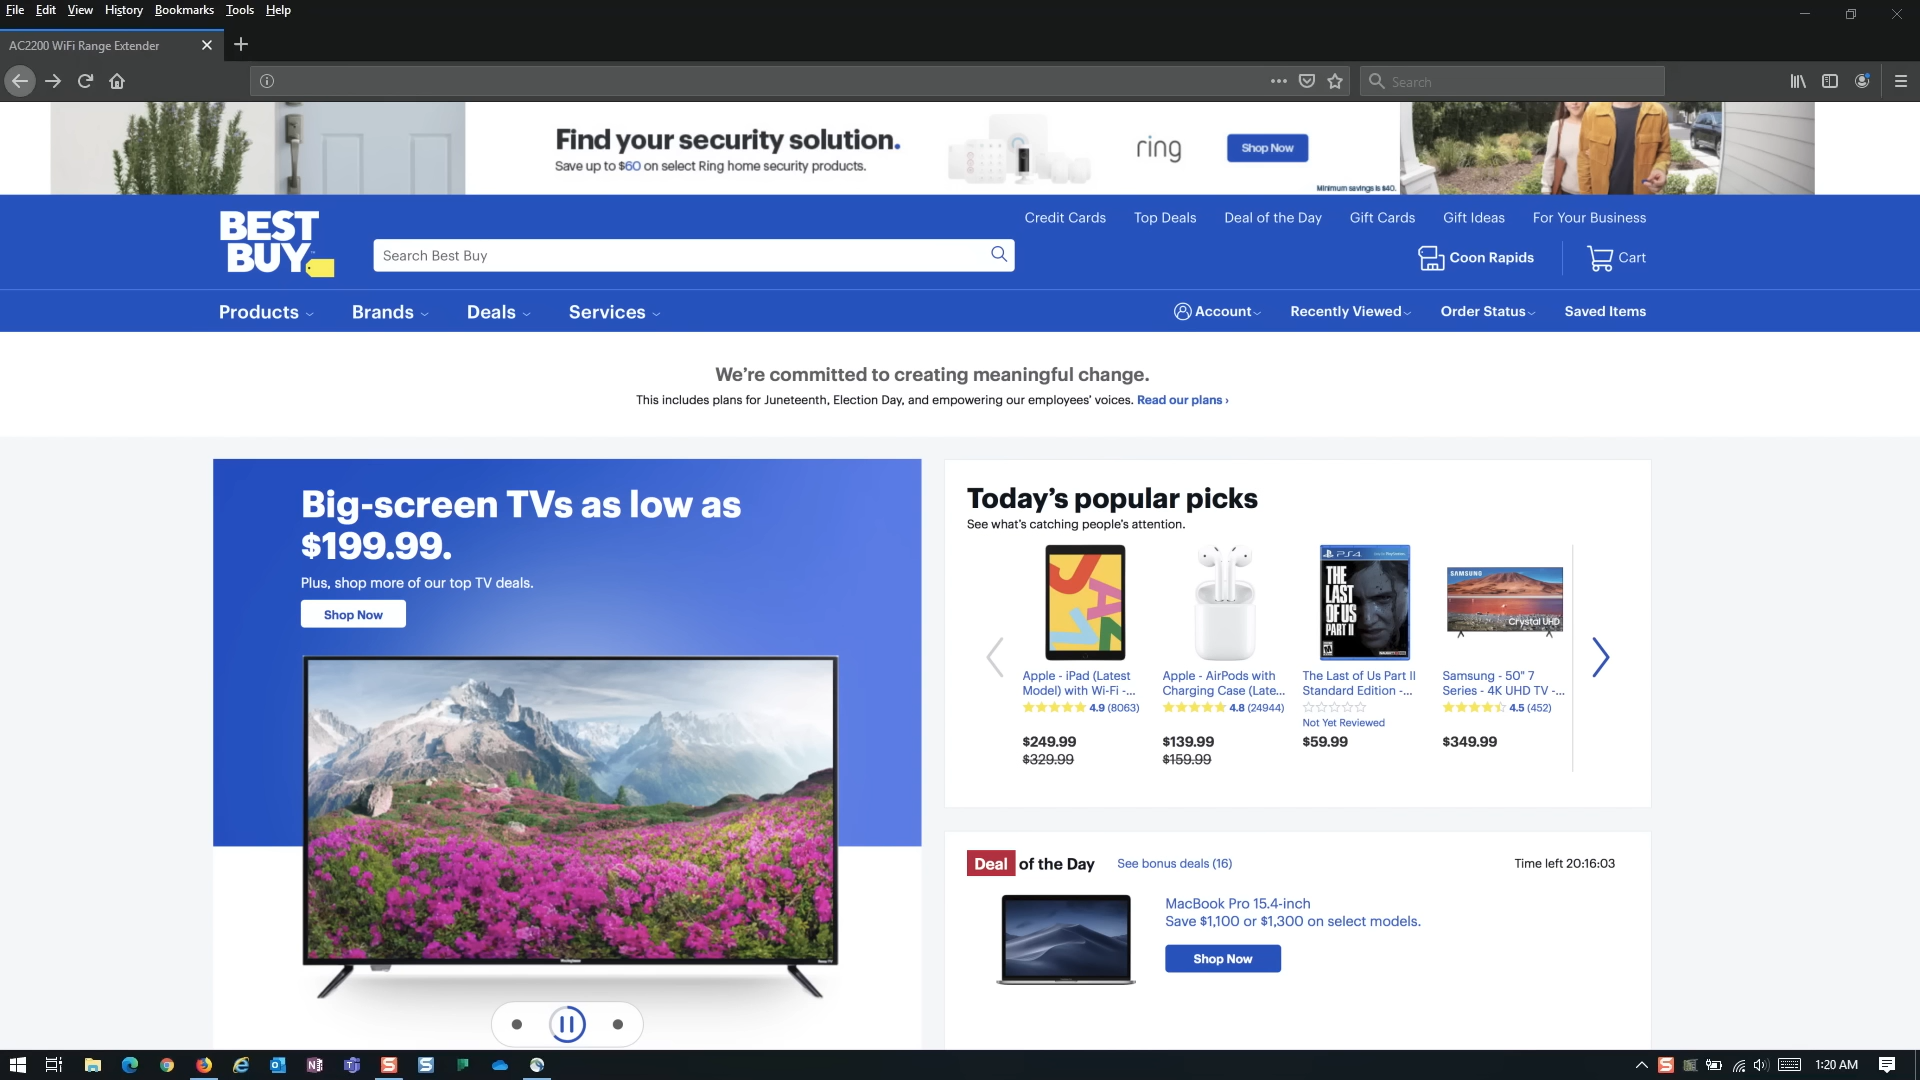 File Edit View History Bookmarks Tools Help
AC2200 WiFi Range Extender
Search
Find your security solution.
Save up to $60 on select Ring home security products.
ring
Shop Now
Minimum savings is $40.
BEST
BUY
Credit Cards Top Deals Deal of the Day Gift Cards Gift Ideas For Your Business
Search Best Buy
Coon Rapids
Cart
Products Brands Deals Services
Account Recently Viewed Order Status Saved Items
We're committed to creating meaningful change.
This includes plans for Juneteenth, Election Day, and empowering our employees' voices. Read our plans ›
Big-screen TVs as low as
$199.99.
Plus, shop more of our top TV deals.
Shop Now
Today's popular picks
See what's catching people's attention.
PS4
THE
LAST
OF US
PART II
SAMSUNG
Crystal UHD
Apple - iPad (Latest
Model) with Wi-Fi -...
4.9 (8063)
$249.99
$329.99
Apple - AirPods with
Charging Case (Late...
4.8 (24944)
$139.99
$159.99
The Last of Us Part II
Standard Edition -...
Not Yet Reviewed
$59.99
Samsung - 50" 7
Series - 4K UHD TV -...
4.5 (452)
$349.99
Deal of the Day
See bonus deals (16)
Time left 20:16:03
MacBook Pro 15.4-inch
Save $1,100 or $1,300 on select models.
Shop Now
1:20 AM